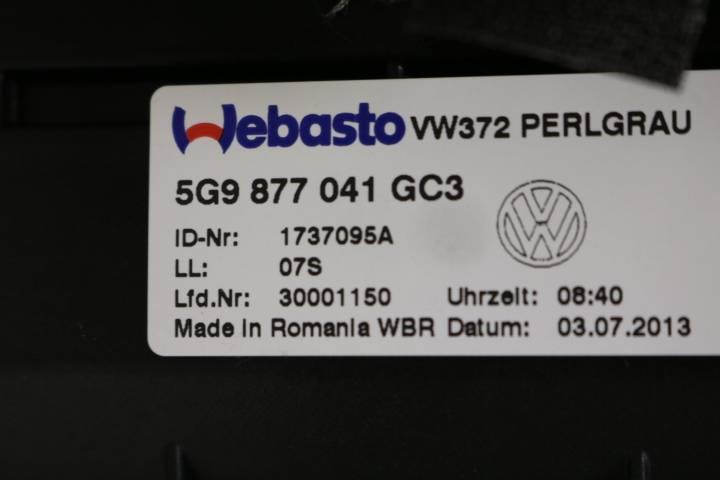 Webasto VW372 PERLGRAU
5G9 877 041 GC3
ID-Nr: 1737095A
LL: 07S
Lfd.Nr: 30001150 Uhrzeit: 08:40
Made in Romania WBR Datum: 03.07.2013